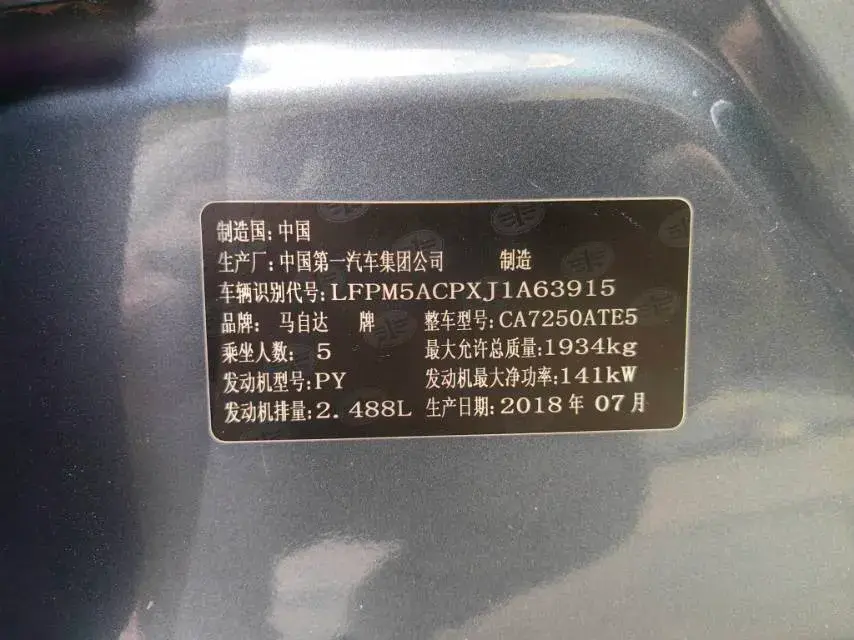 制造国:中国
生产厂:中国第一汽车集团公司 制造
车辆识别代号:LFPM5ACPXJ1A63915
品牌: 马自达 牌 整车型号:CA7250ATE5
乘坐人数: 5 最大允许总质量:1934kg
发动机型号:PY 发动机最大净功率:141kW
发动机排量:2.488L 生产日期:2018年 07月